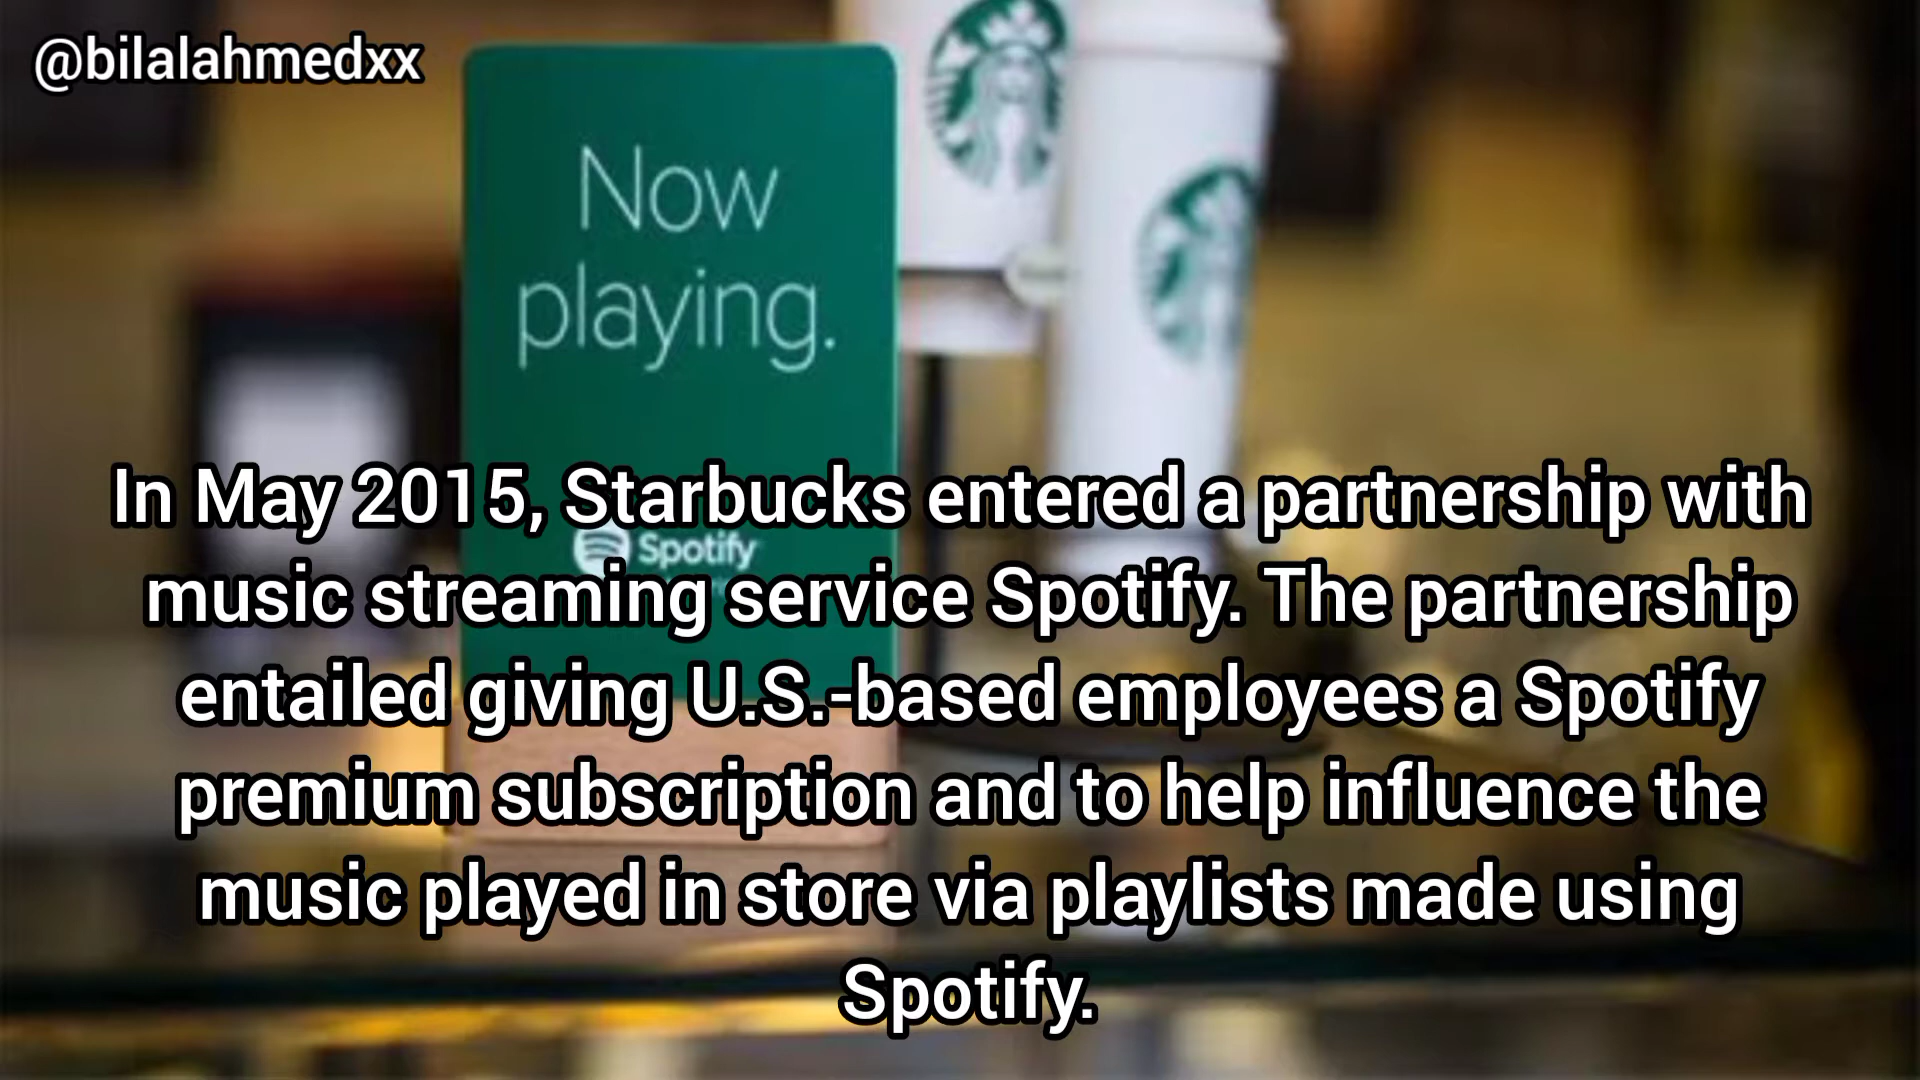 @bilalahmedxx
Now
playing.
In May 2015, Starbucks entered a partnership with
Spotify
music streaming service Spotify. The partnership
entailed giving U.S.-based employees a Spotify
premium subscription and to help influence the
music played in store via playlists made using
Spotify.